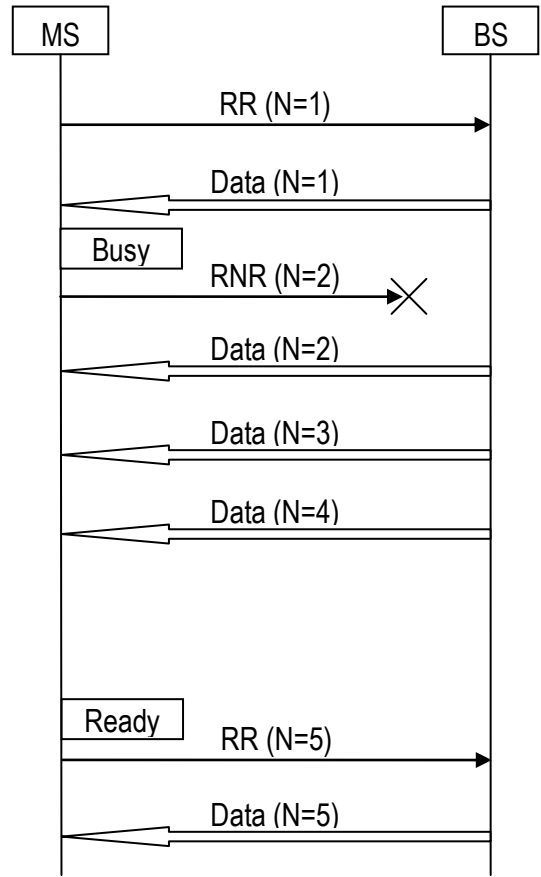 MS
BS
RR (N=1)
Data (N=1)
Busy
RNR (N=2)
Data (N=2)
Data (N=3)
Data (N=4)
Ready
RR (N=5)
Data (N=5)